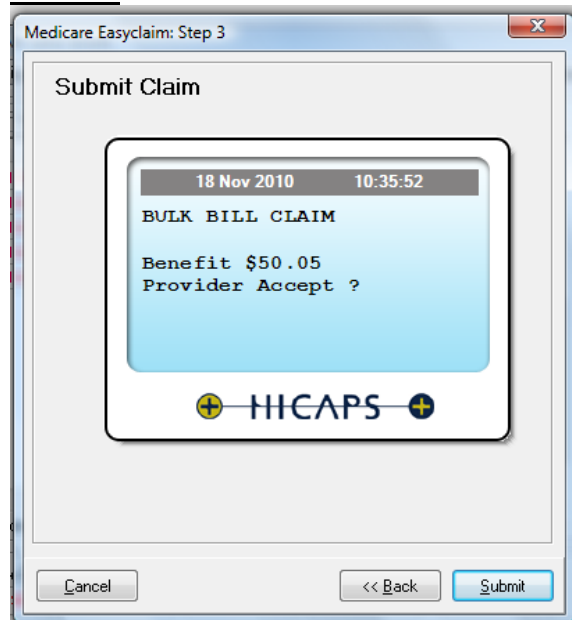 Medicare Easyclaim: Step 3
Submit Claim
18 Nov 2010 10:35:52
BULK BILL CLAIM
Benefit $50.05
Provider Accept ?
HICAPS
Cancel << Back Submit